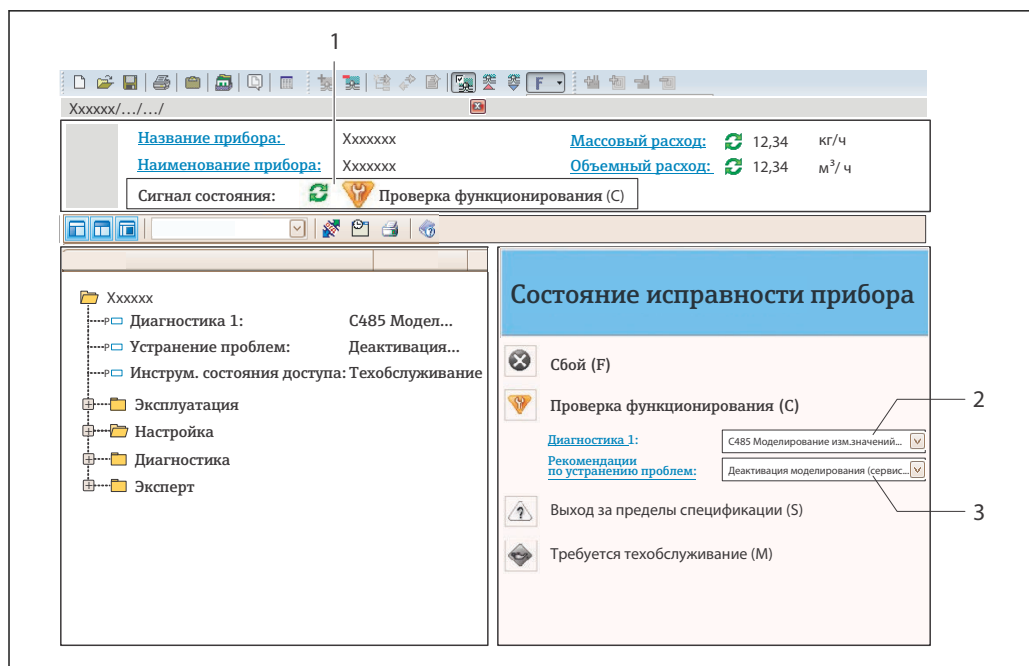 1
F
Xxxxxx/.../.../
Название прибора: Xxxxxxx Массовый расход: 12,34 кг/ч
Наименование прибора: Xxxxxxx Объемный расход: 12,34 м³/ч
Сигнал состояния: Проверка функционирования (C)
Xxxxxx
P Диагностика 1: C485 Модел...
P Устранение проблем: Деактивация...
P Инструм. состояния доступа: Техобслуживание
Эксплуатация
Настройка
Диагностика
Эксперт
Состояние исправности прибора
Сбой (F)
Проверка функционирования (C)
2
Диагностика 1: C485 Моделирование изм.значений...
Рекомендации
по устранению проблем: Деактивация моделирования (сервис...
3
Выход за пределы спецификации (S)
Требуется техобслуживание (M)